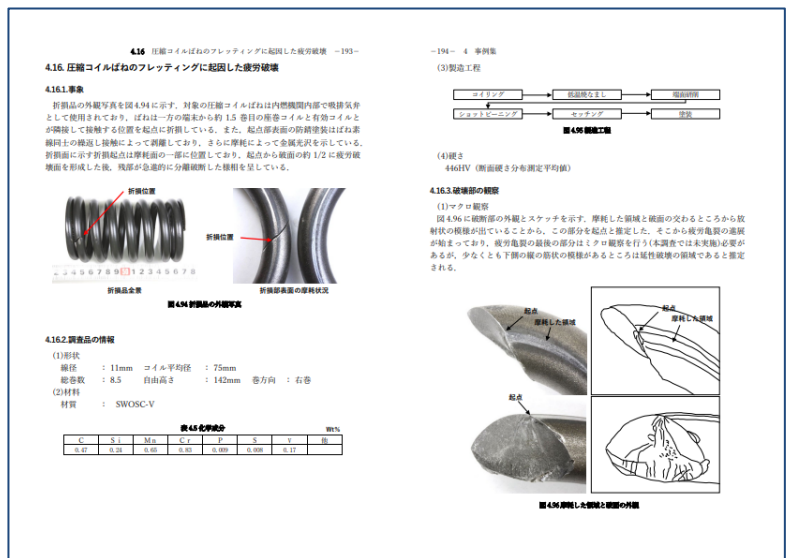 4.16 圧縮コイルばねのフレッティングに起因した疲労破壊 －193－
4.16. 圧縮コイルばねのフレッティングに起因した疲労破壊
4.16.1.事象
折損品の外観写真を図4.94に示す．対象の圧縮コイルばねは内燃機関内部で吸排気弁
として使用されており，ばねは一方の端末から約 1.5 巻目の座巻コイルと有効コイルと
が隣接して接触する位置を起点に折損している．また，起点部表面の防錆塗装はばね素
線同士の繰返し接触によって剥離しており，さらに摩耗によって金属光沢を示している．
折損面に示す折損起点は摩耗面の一部に位置しており，起点から破面の約 1/2 に疲労破
壊面を形成した後，残部が急進的に分離破断した様相を呈している．
折損位置
折損位置
2 3 4 5 6 7 8 9 1 2 3 4 5 6 7 8
折損品全景
折損部表面の摩耗状況
図 4.94 折損品の外観写真
4.16.2.調査品の情報
(1)形状
線径 ： 11mm コイル平均径 ： 75mm
総巻数 ： 8.5 自由高さ ： 142mm 巻方向 ： 右巻
(2)材料
材質 ： SWOSC-V
表 4.5 化学成分 Wt%
C Si Mn Cr P S V 他
0.47 0.24 0.65 0.83 0.009 0.008 0.17
－194－ 4 事例集
(3)製造工程
コイリング 低温焼なまし 端面研削
ショットピーニング セッチング 塗装
図 4.95 製造工程
(4)硬さ
446HV（断面硬さ分布測定平均値）
4.16.3.破壊部の観察
(1)マクロ観察
図 4.96 に破断部の外観とスケッチを示す．摩耗した領域と破面の交わるところから放
射状の模様が出ていることから，この部分を起点と推定した．そこから疲労亀裂の進展
が始まっており，疲労亀裂の最後の部分はミクロ観察を行う(本調査では未実施)必要
があるが，少なくとも下側の縦の筋状の模様があるところは延性破壊の領域であると推定
される．
起点
摩耗した領域
起点
摩耗した領域
起点
図 4.96 摩耗した領域と破面の外観